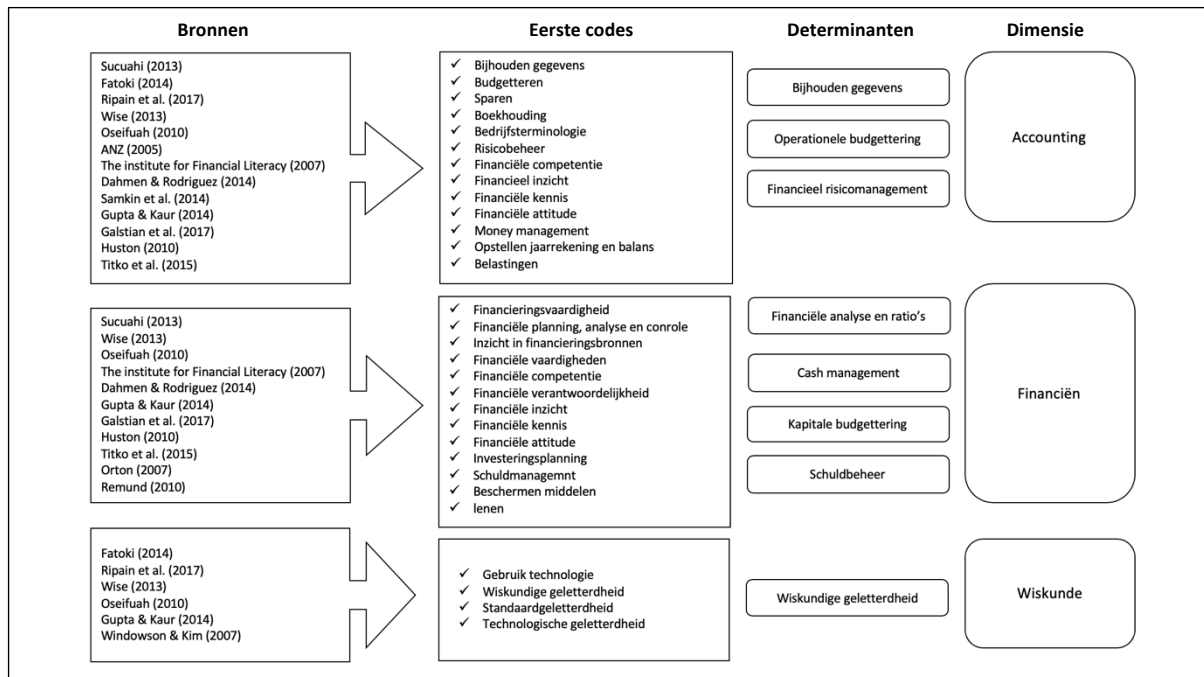 Bronnen
Eerste codes
Determinanten
Dimensie
Sucuahi (2013)
Fatoki (2014)
Ripain et al. (2017)
Wise (2013)
Oseifuah (2010)
ANZ (2005)
The institute for Financial Literacy (2007)
Dahmen & Rodriguez (2014)
Samkin et al. (2014)
Gupta & Kaur (2014)
Galstian et al. (2017)
Huston (2010)
Titko et al. (2015)
✓ Bijhouden gegevens
✓ Budgetteren
✓ Sparen
✓ Boekhouding
✓ Bedrijfsterminologie
✓ Risicobeheer
✓ Financiële competentie
✓ Financieel inzicht
✓ Financiële kennis
✓ Financiële attitude
✓ Money management
✓ Opstellen jaarrekening en balans
✓ Belastingen
Bijhouden gegevens
Operationele budgettering
Financieel risicomanagement
Accounting
Sucuahi (2013)
Wise (2013)
Oseifuah (2010)
The institute for Financial Literacy (2007)
Dahmen & Rodriguez (2014)
Gupta & Kaur (2014)
Galstian et al. (2017)
Huston (2010)
Titko et al. (2015)
Orton (2007)
Remund (2010)
✓ Financieringsvaardigheid
✓ Financiële planning, analyse en conrole
✓ Inzicht in financieringsbronnen
✓ Financiële vaardigheden
✓ Financiële competentie
✓ Financiële verantwoordelijkheid
✓ Financiële inzicht
✓ Financiële kennis
✓ Financiële attitude
✓ Investeringsplanning
✓ Schuldmanagemnt
✓ Beschermen middelen
✓ lenen
Financiële analyse en ratio's
Cash management
Kapitale budgettering
Schuldbeheer
Financiën
Fatoki (2014)
Ripain et al. (2017)
Wise (2013)
Oseifuah (2010)
Gupta & Kaur (2014)
Windowson & Kim (2007)
✓ Gebruik technologie
✓ Wiskundige geletterdheid
✓ Standaardgeletterdheid
✓ Technologische geletterdheid
Wiskundige geletterdheid
Wiskunde